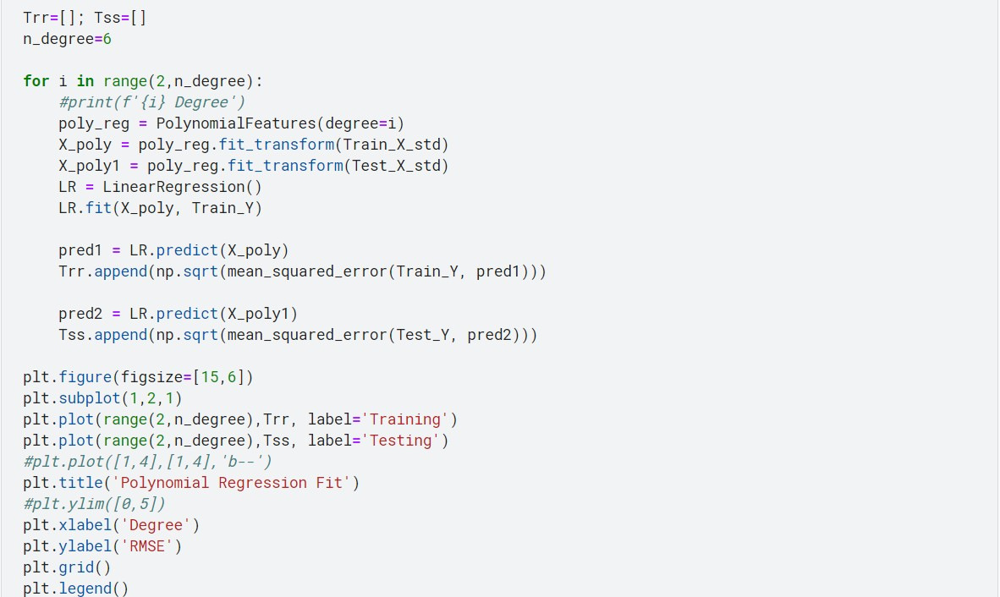 Trr=[]; Tss=[]
n_degree=6

for i in range(2,n_degree):
    #print(f'{i} Degree')
    poly_reg = PolynomialFeatures(degree=i)
    X_poly = poly_reg.fit_transform(Train_X_std)
    X_poly1 = poly_reg.fit_transform(Test_X_std)
    LR = LinearRegression()
    LR.fit(X_poly, Train_Y)

    pred1 = LR.predict(X_poly)
    Trr.append(np.sqrt(mean_squared_error(Train_Y, pred1)))

    pred2 = LR.predict(X_poly1)
    Tss.append(np.sqrt(mean_squared_error(Test_Y, pred2)))

plt.figure(figsize=[15,6])
plt.subplot(1,2,1)
plt.plot(range(2,n_degree),Trr, label='Training')
plt.plot(range(2,n_degree),Tss, label='Testing')
#plt.plot([1,4],[1,4],'b--')
plt.title('Polynomial Regression Fit')
#plt.ylim([0,5])
plt.xlabel('Degree')
plt.ylabel('RMSE')
plt.grid()
plt.legend()